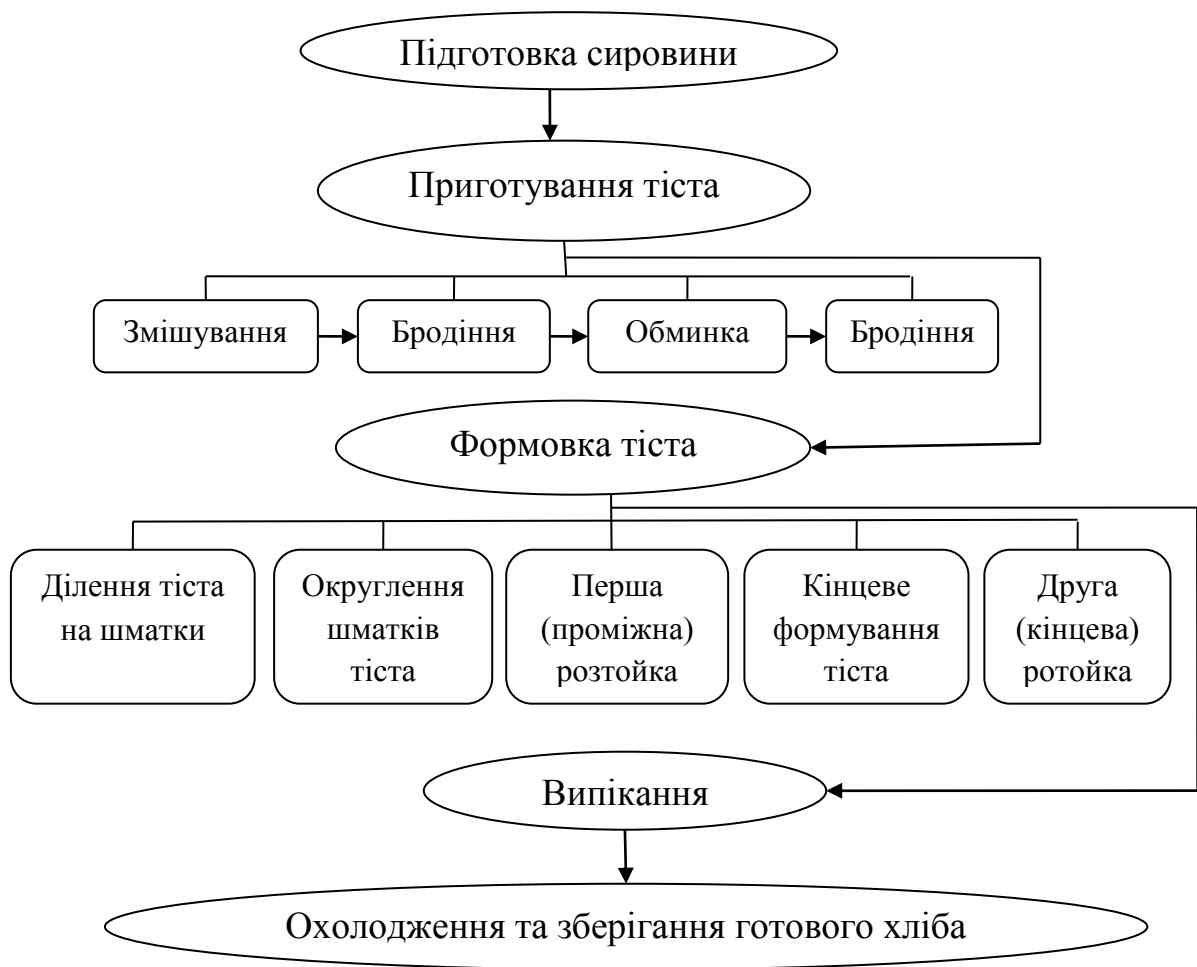 Підготовка сировини
Приготування тіста
Змішування
Бродіння
Обминка
Бродіння
Формовка тіста
Ділення тіста
на шматки
Округлення
шматків
тіста
Перша
(проміжна)
розтойка
Кінцеве
формування
тіста
Друга
(кінцева)
ротойка
Випікання
Охолодження та зберігання готового хліба